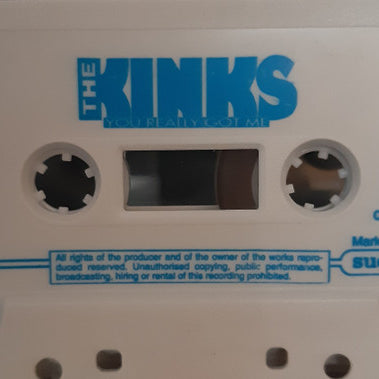 THE
KINKS
YOU REALLY GOT ME
All rights of the producer and of the owner of the works repro-
duced reserved. Unauthorised copying, public performance,
broadcasting, hiring or rental of this recording prohibited.